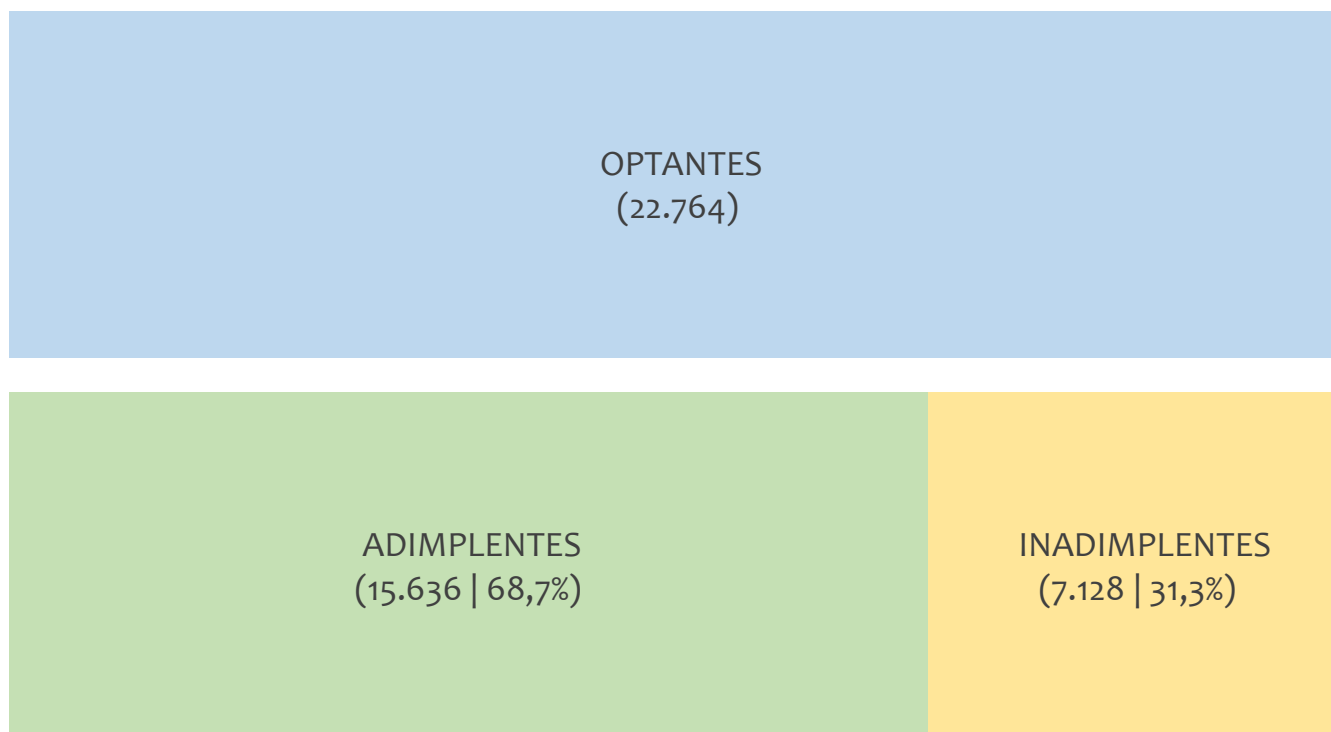 OPTANTES
(22.764)
ADIMPLENTES
(15.636 | 68,7%)
INADIMPLENTES
(7.128 | 31,3%)